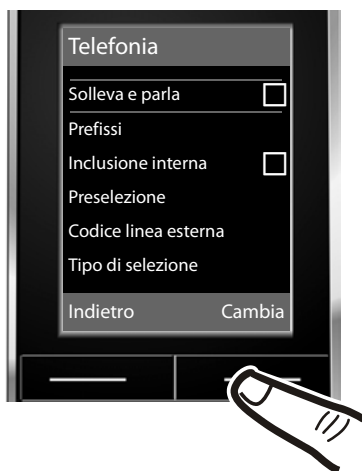 Telefonia
Solleva e parla
Prefissi
Inclusione interna
Preselezione
Codice linea esterna
Tipo di selezione
Indietro Cambia